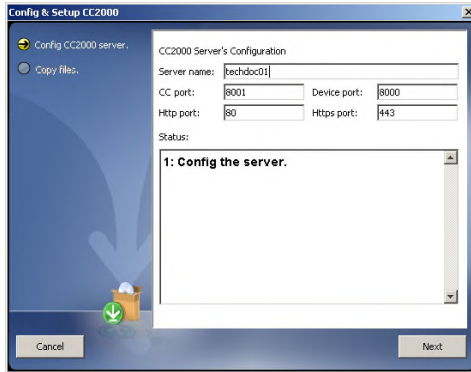 Config & Setup CC2000
Config CC2000 server.
Copy files.
CC2000 Server's Configuration
Server name: techdoc01
CC port: 8001 Device port: 8000
Http port: 80 Https port: 443
Status:
1: Config the server.
Cancel
Next